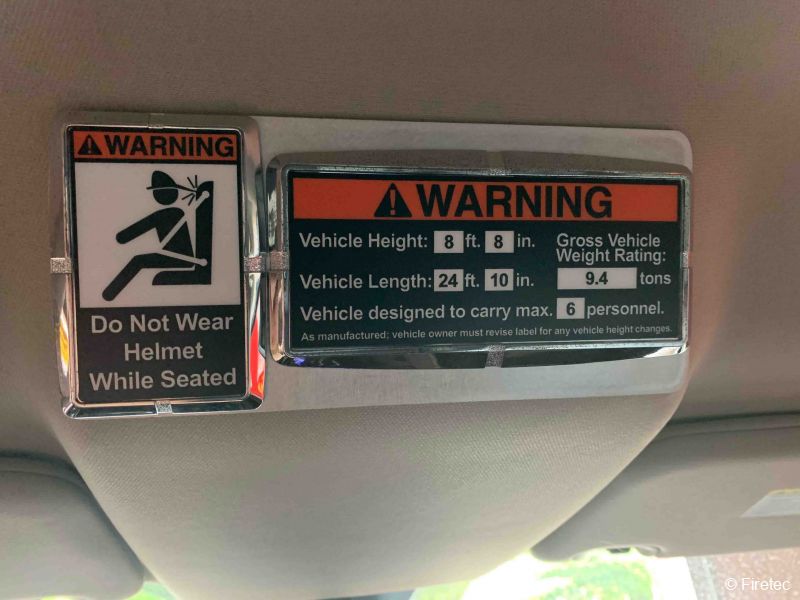 WARNING
Do Not Wear
Helmet
While Seated
WARNING
Vehicle Height: 8 ft. 8 in.
Gross Vehicle
Weight Rating:
Vehicle Length: 24 ft. 10 in.
9.4 tons
Vehicle designed to carry max. 6 personnel.
As manufactured; vehicle owner must revise label for any vehicle height changes.
© Firetec